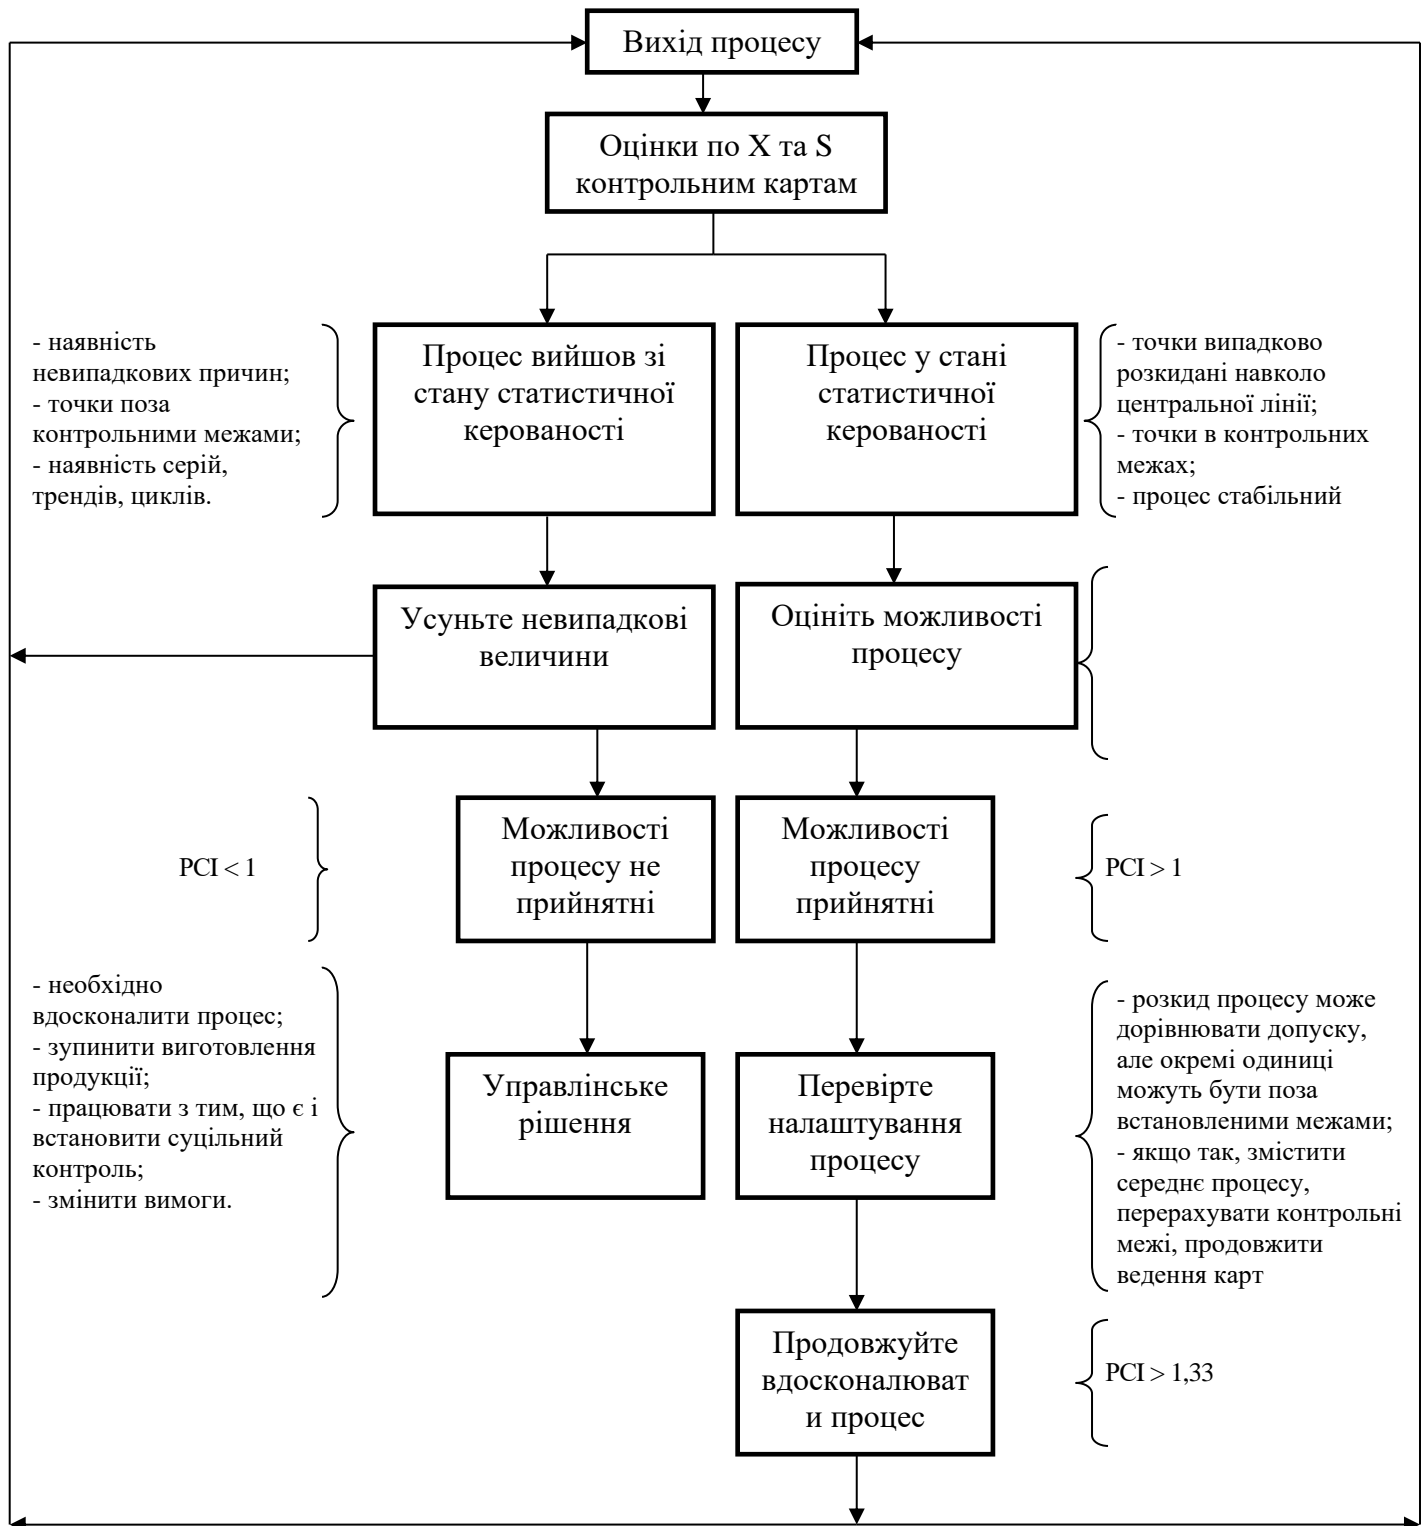 Вихід процесу
Оцінки по X та S
контрольним картам
- наявність
невипадкових причин;
- точки поза
контрольними межами;
- наявність серій,
трендів, циклів.
Процес вийшов зі
стану статистичної
керованості
Процес у стані
статистичної
керованості
- точки випадково
розкидані навколо
центральної лінії;
- точки в контрольних
межах;
- процес стабільний
Усуньте невипадкові
величини
Оцініть можливості
процесу
PCI < 1
Можливості
процесу не
прийнятні
Можливості
процесу
прийнятні
PCI > 1
- необхідно
вдосконалити процес;
- зупинити виготовлення
продукції;
- працювати з тим, що є і
встановити суцільний
контроль;
- змінити вимоги.
Управлінське
рішення
Перевірте
налаштування
процесу
- розкид процесу може
дорівнювати допуску,
але окремі одиниці
можуть бути поза
встановленими межами;
- якщо так, змістити
середнє процесу,
перерахувати контрольні
межі, продовжити
ведення карт
Продовжуйте
вдосконалюват
и процес
PCI > 1,33